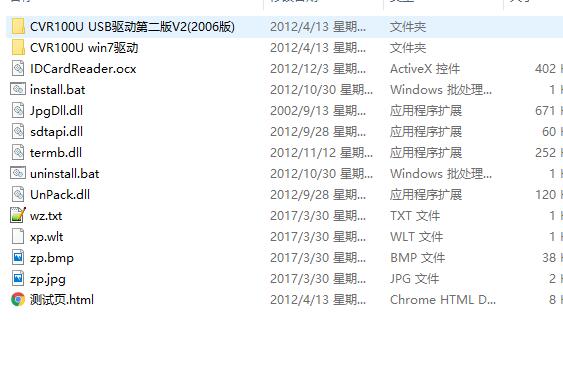 CVR100U USB驱动第二版V2(2006版) 2012/4/13 星期... 文件夹
CVR100U win7驱动 2012/4/13 星期... 文件夹
IDCardReader.ocx 2012/12/3 星期... ActiveX 控件 402
install.bat 2012/10/30 星期... Windows 批处理... 1
JpgDll.dll 2002/9/13 星期... 应用程序扩展 671
sdtapi.dll 2012/9/28 星期... 应用程序扩展 60
termb.dll 2012/11/12 星期... 应用程序扩展 252
uninstall.bat 2012/10/30 星期... Windows 批处理... 1
UnPack.dll 2012/9/28 星期... 应用程序扩展 120
wz.txt 2017/3/30 星期... TXT 文件 1
xp.wlt 2017/3/30 星期... WLT 文件 1
zp.bmp 2017/3/30 星期... BMP 文件 38
zp.jpg 2017/3/30 星期... JPG 文件 2
测试页.html 2012/4/13 星期... Chrome HTML D... 8